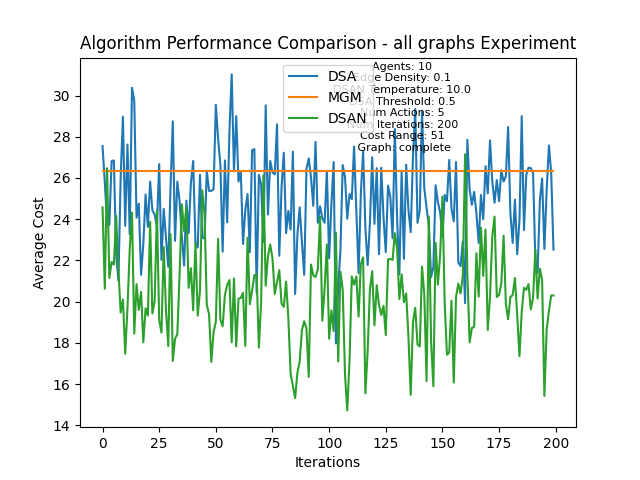 Algorithm Performance Comparison - all graphs Experiment
Agents: 10
Edge Density: 0.1
DSAN Temperature: 10.0
DSA Threshold: 0.5
Num Actions: 5
Num Iterations: 200
Cost Range: 51
Graph: complete
DSA
MGM
DSAN
Average Cost
30
28
26
24
22
20
18
16
14
0
25
50
75
100
125
150
175
200
Iterations